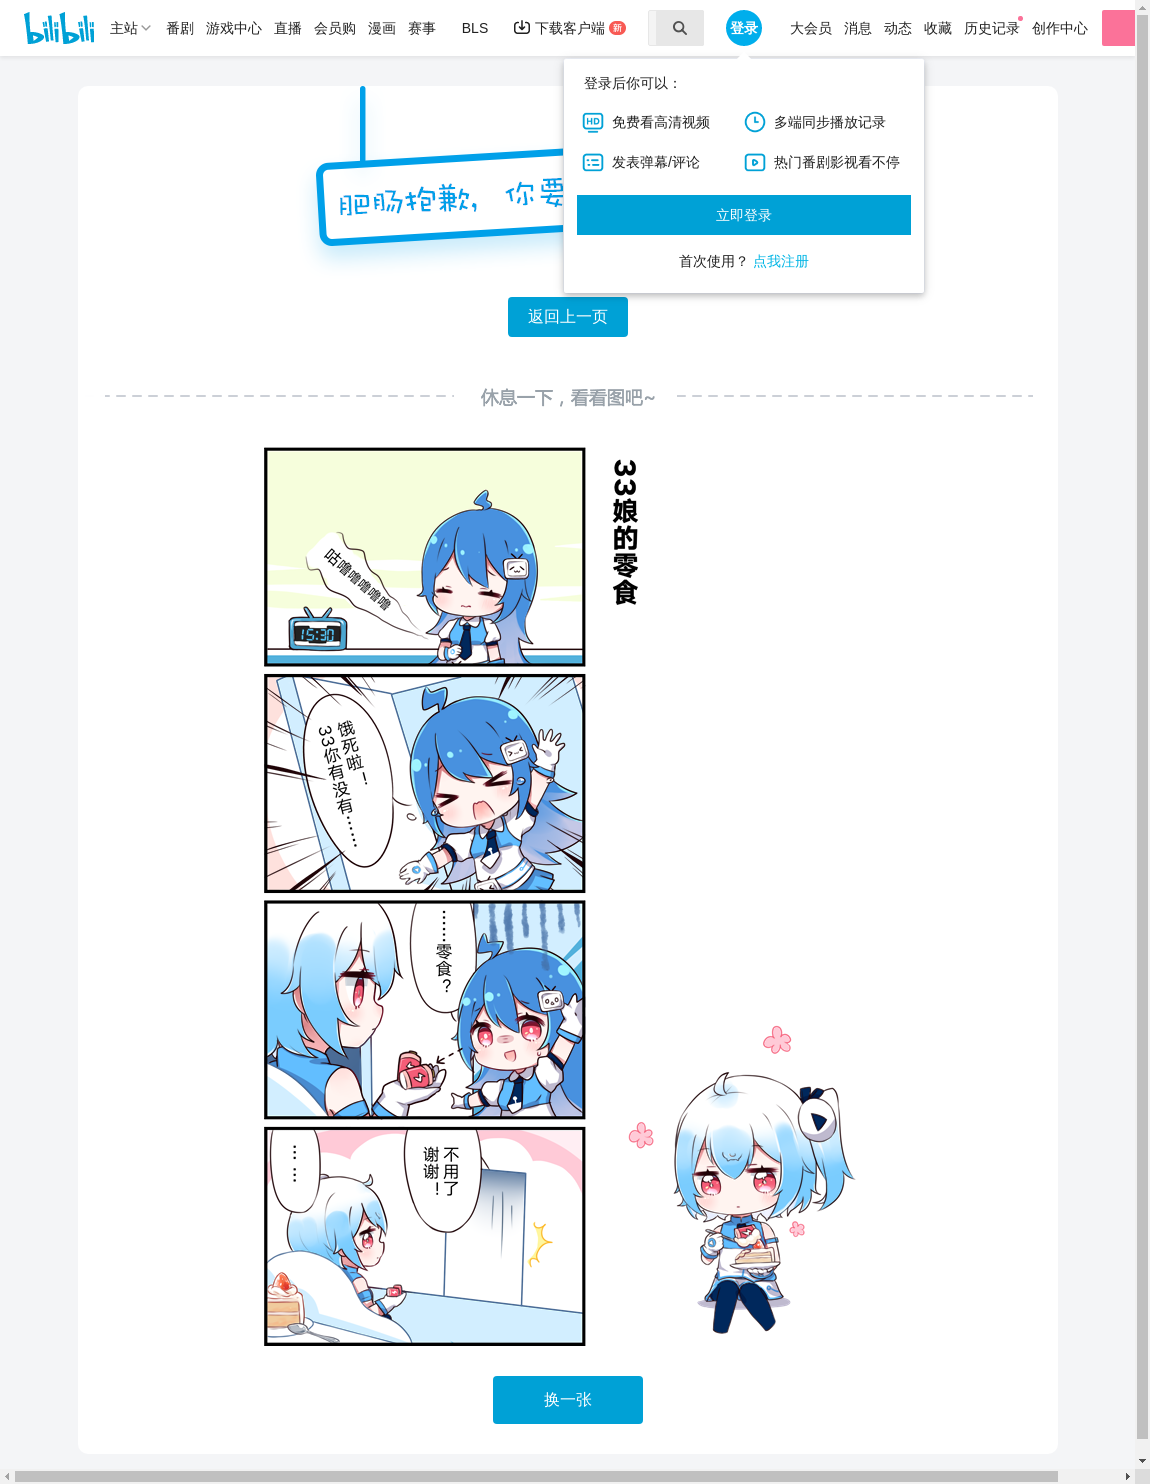 bilibili 主站 番剧 游戏中心 直播 会员购 漫画 赛事 BLS 下载客户端 新 登录 大会员 消息 动态 收藏 历史记录 创作中心
登录后你可以：
HD 免费看高清视频 多端同步播放记录
发表弹幕/评论 热门番剧影视看不停
立即登录
首次使用？ 点我注册
肥肠抱歉，你要
返回上一页
休息一下，看看图吧~
33娘的零食
咕噜噜噜噜噜
15:30
饿死啦！
33你有没有……
……零食？
不用了
谢谢！
……
换一张